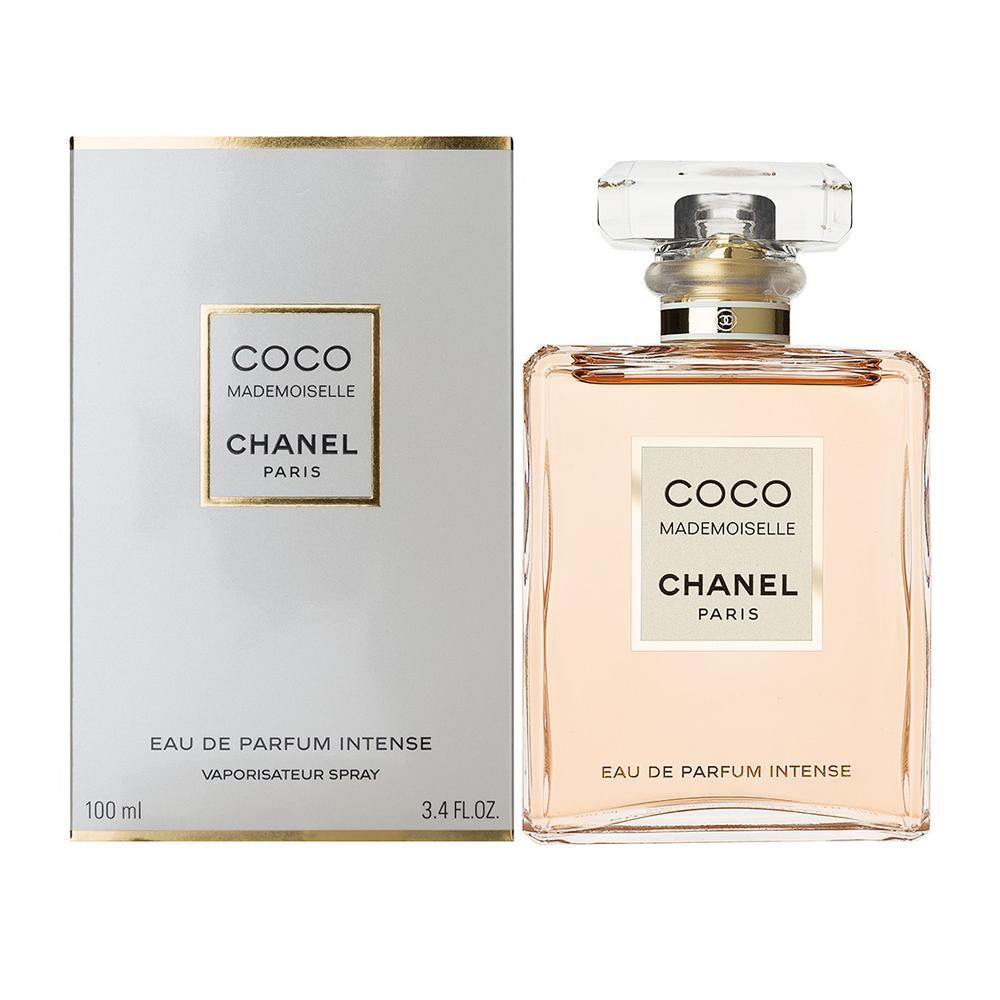 COCO
MADEMOISELLE
CHANEL
PARIS
EAU DE PARFUM INTENSE
VAPORISATEUR SPRAY
100 ml 3.4 FL.OZ.
COCO
MADEMOISELLE
CHANEL
PARIS
EAU DE PARFUM INTENSE